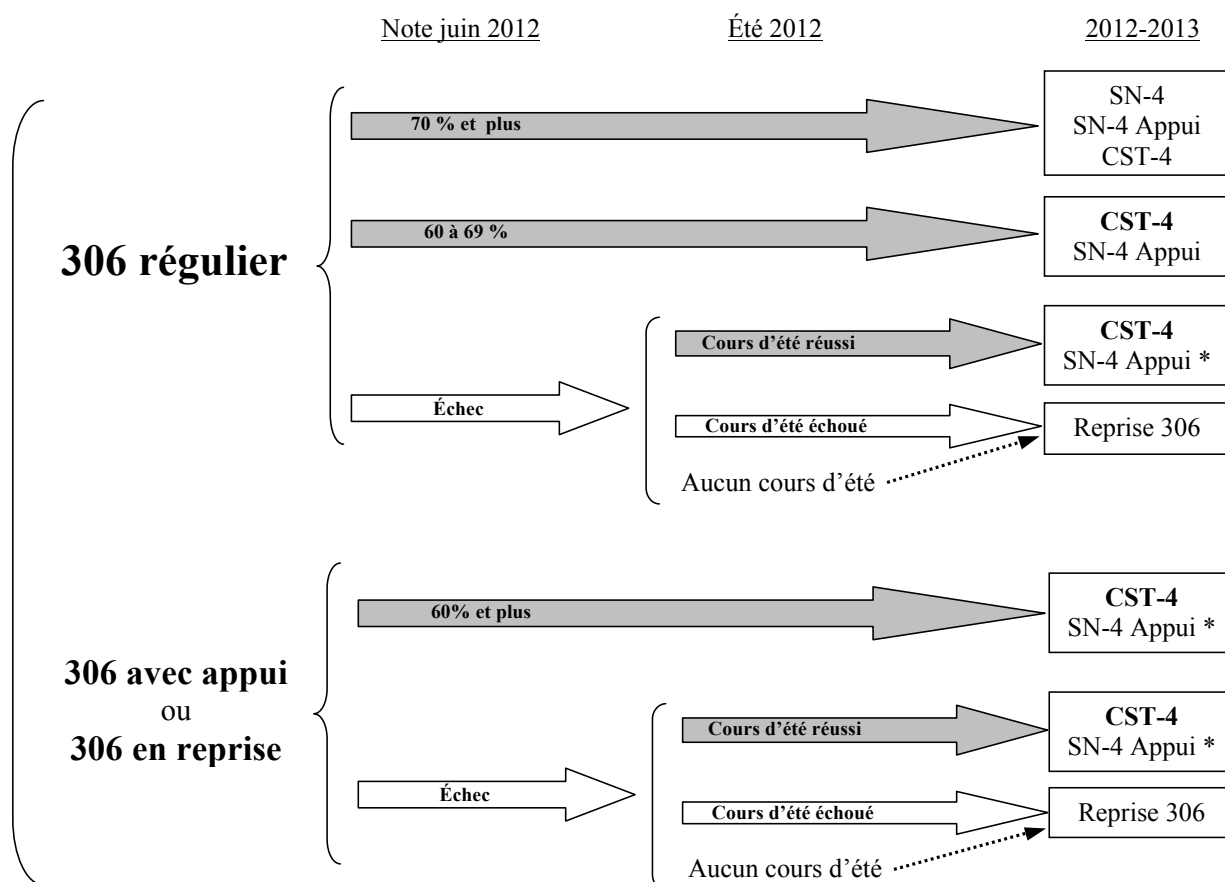 Note juin 2012
Été 2012
2012-2013
306 régulier
70 % et plus
SN-4
SN-4 Appui
CST-4
60 à 69 %
CST-4
SN-4 Appui
Échec
Cours d'été réussi
CST-4
SN-4 Appui *
Cours d'été échoué
Aucun cours d'été
Reprise 306
306 avec appui
ou
306 en reprise
60% et plus
CST-4
SN-4 Appui *
Échec
Cours d'été réussi
CST-4
SN-4 Appui *
Cours d'été échoué
Aucun cours d'été
Reprise 306